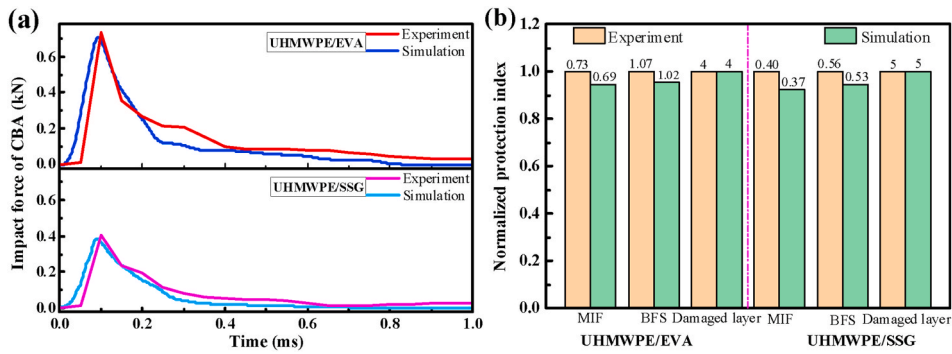 (a)
Impact force of CBA (kN)
0.6
0.4
0.2
0.0
UHMWPE/EVA
Experiment
Simulation
0.4
0.2
0.0
UHMWPE/SSG
Experiment
Simulation
0.0 0.2 0.4 0.6 0.8 1.0
Time (ms)
(b)
Normalized protection index
1.2
1.0
0.8
0.6
0.4
0.2
0.0
Experiment
Simulation
0.73 0.69 1.07 1.02 4 4 0.40 0.37 0.56 0.53 5 5
MIF BFS Damaged layer MIF BFS Damaged layer
UHMWPE/EVA UHMWPE/SSG